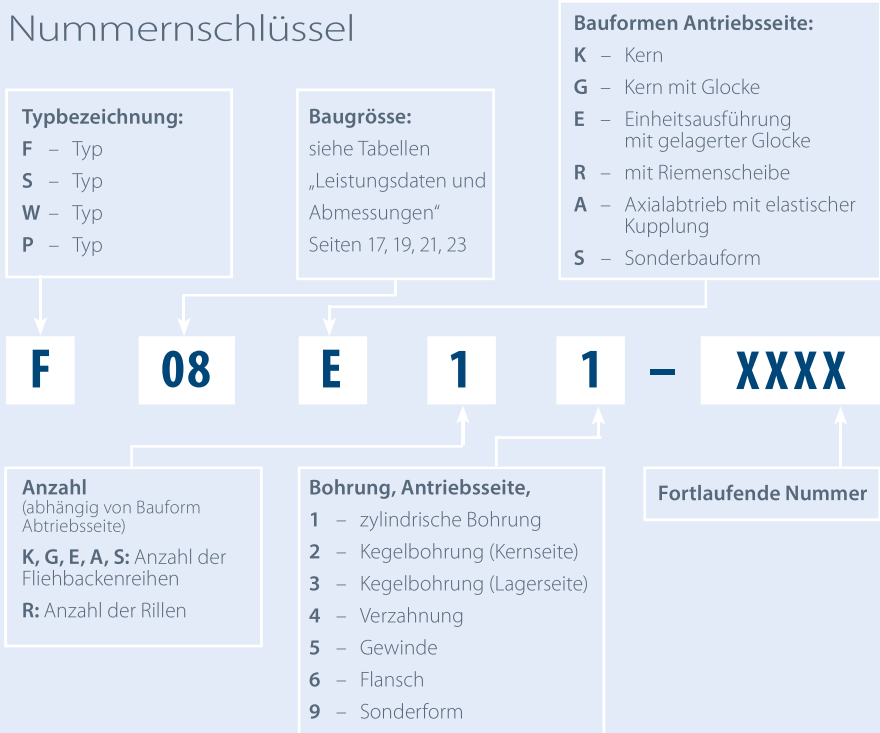 Nummernschlüssel
Typbezeichnung:
F – Typ
S – Typ
W – Typ
P – Typ
Baugrösse:
siehe Tabellen
„Leistungsdaten und
Abmessungen“
Seiten 17, 19, 21, 23
Bauformen Antriebsseite:
K – Kern
G – Kern mit Glocke
E – Einheitsausführung
mit gelagerter Glocke
R – mit Riemenscheibe
A – Axialabtrieb mit elastischer
Kupplung
S – Sonderbauform
F 08 E 1 1 – XXXX
Anzahl
(abhängig von Bauform
Abtriebsseite)
K, G, E, A, S: Anzahl der
Fliehbackenreihen
R: Anzahl der Rillen
Bohrung, Antriebsseite,
1 – zylindrische Bohrung
2 – Kegelbohrung (Kernseite)
3 – Kegelbohrung (Lagerseite)
4 – Verzahnung
5 – Gewinde
6 – Flansch
9 – Sonderform
Fortlaufende Nummer